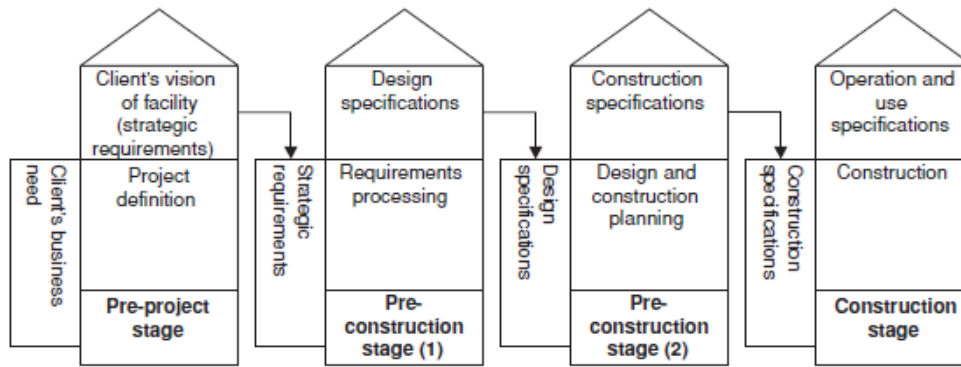 Client's vision
of facility
(strategic
requirements)
Client's business
need
Project
definition
Pre-project
stage
Design
specifications
Strategic
requirements
Requirements
processing
Pre-
construction
stage (1)
Construction
specifications
Design
specifications
Design and
construction
planning
Pre-
construction
stage (2)
Operation and
use
specifications
Construction
specifications
Construction
Construction
stage